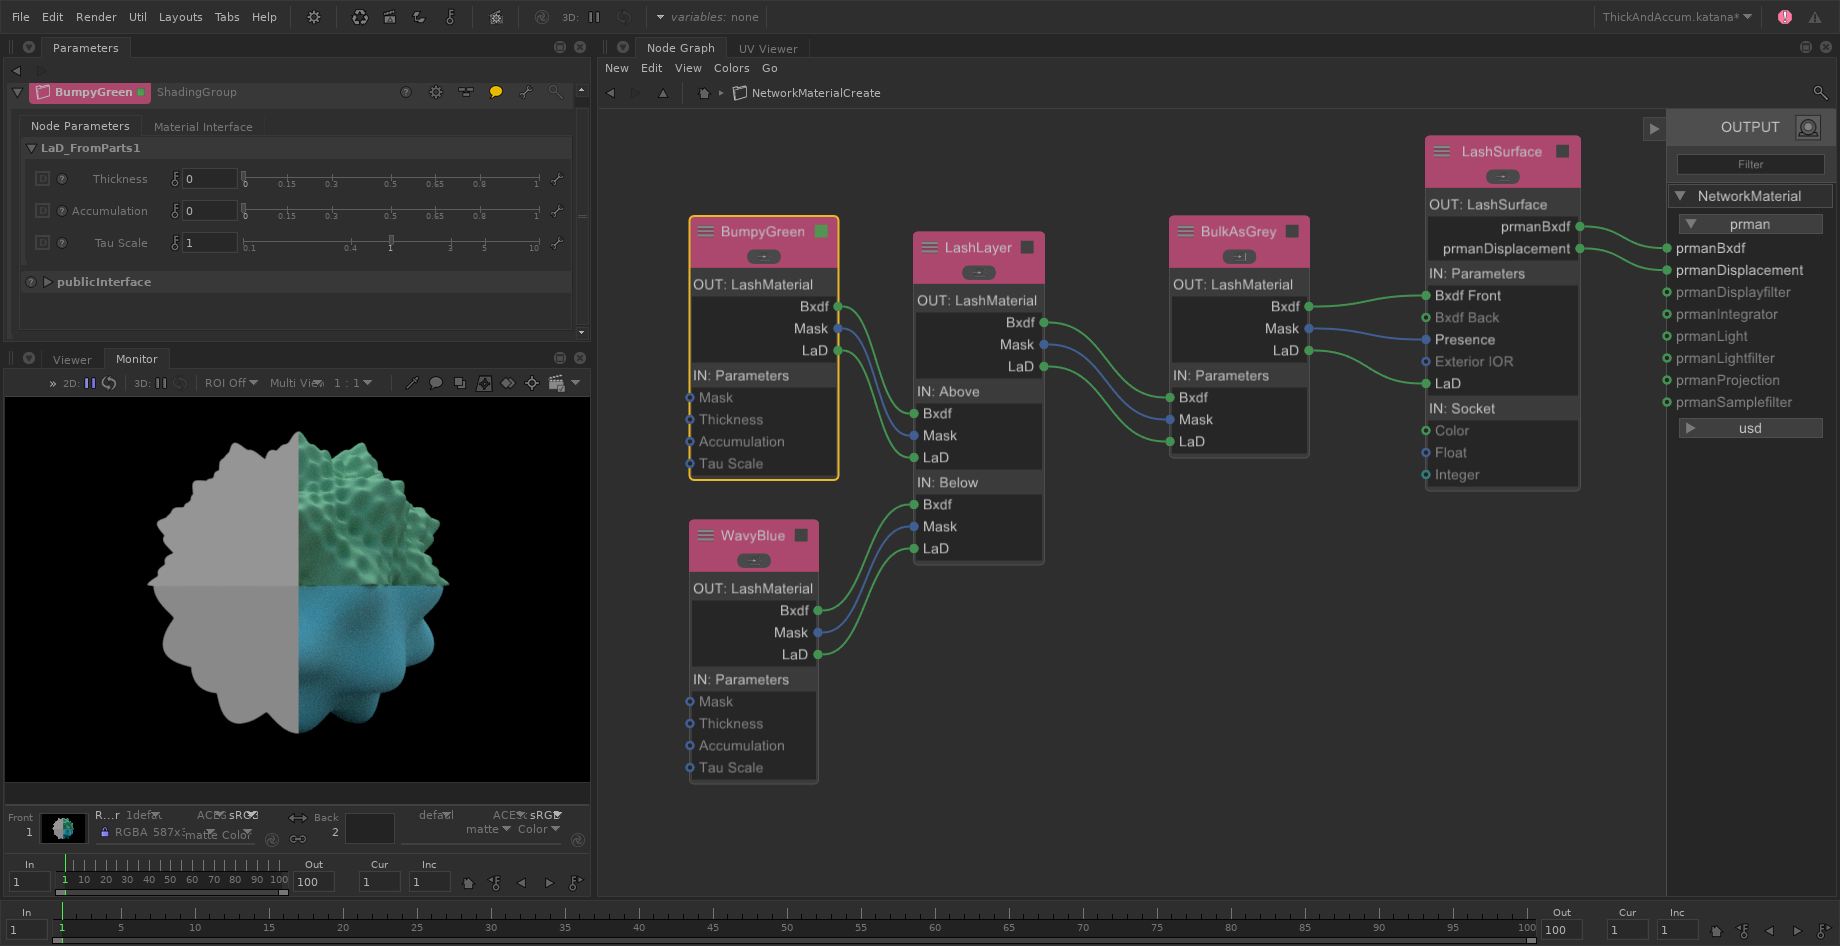 File Edit Render Util Layouts Tabs Help 3D: variables: none ThickAndAccum.katana*
Parameters
BumpyGreen ShadingGroup
Node Parameters Material Interface
LaD_FromParts1
Thickness 0 0 0.15 0.3 0.5 0.65 0.8 1
Accumulation 0 0 0.15 0.3 0.5 0.65 0.8 1
Tau Scale 1 0.1 0.4 1 3 5 10
publicInterface
Viewer Monitor
2D: 3D: ROI Off Multi Vi 1 : 1
Front 1
R...r 1def ACES sRGB
RGBA 587x matte Color
Back 2
defau ACES sRGB
matte Color
In Out Cur Inc
1 1 10 20 30 40 50 60 70 80 90 100 100 1 1
Node Graph UV Viewer
New Edit View Colors Go
NetworkMaterialCreate
BumpyGreen
OUT: LashMaterial
Bxdf
Mask
LaD
IN: Parameters
Mask
Thickness
Accumulation
Tau Scale
WavyBlue
OUT: LashMaterial
Bxdf
Mask
LaD
IN: Parameters
Mask
Thickness
Accumulation
Tau Scale
LashLayer
OUT: LashMaterial
Bxdf
Mask
LaD
IN: Above
Bxdf
Mask
LaD
IN: Below
Bxdf
Mask
LaD
BulkAsGrey
OUT: LashMaterial
Bxdf
Mask
LaD
IN: Parameters
Bxdf
Mask
LaD
LashSurface
OUT: LashSurface
prmanBxdf
prmanDisplacement
IN: Parameters
Bxdf Front
Bxdf Back
Presence
Exterior IOR
LaD
IN: Socket
Color
Float
Integer
OUTPUT
Filter
NetworkMaterial
prman
prmanBxdf
prmanDisplacement
prmanDisplayfilter
prmanIntegrator
prmanLight
prmanLightfilter
prmanProjection
prmanSamplefilter
usd
In Out Cur Inc
1 1 5 10 15 20 25 30 35 40 45 50 55 60 65 70 75 80 85 90 95 100 100 1 1